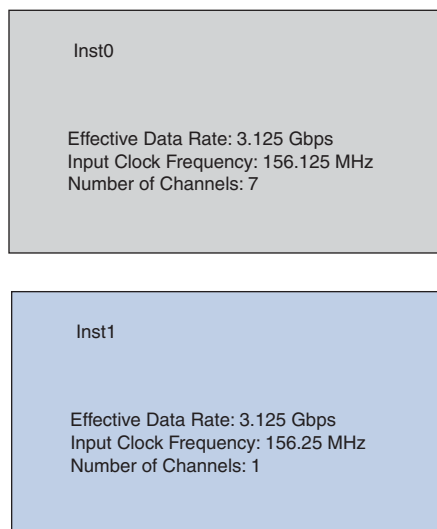 Inst0
Effective Data Rate: 3.125 Gbps
Input Clock Frequency: 156.125 MHz
Number of Channels: 7
Inst1
Effective Data Rate: 3.125 Gbps
Input Clock Frequency: 156.25 MHz
Number of Channels: 1